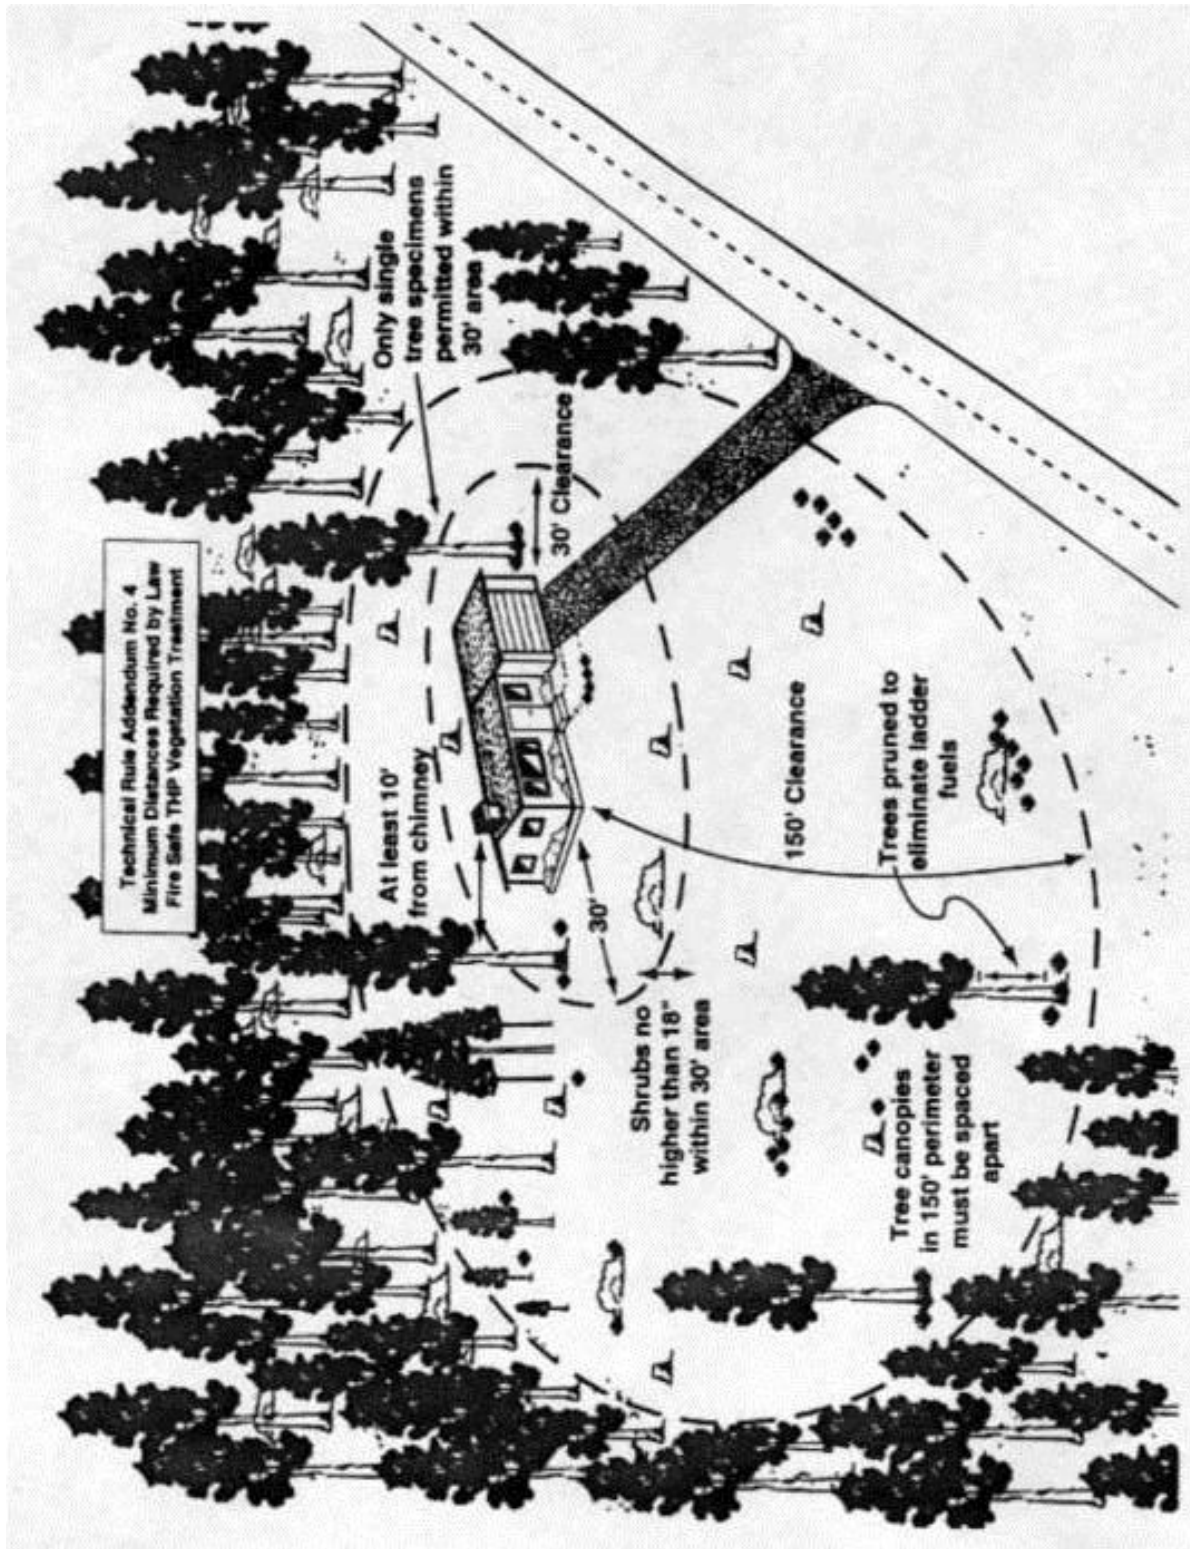 Technical Rule Addendum No. 4
Minimum Distances Required by Law
Fire Safe THP Vegetation Treatment
At least 10'
from chimney
Only single
tree specimens
permitted within
30' area
30' Clearance
30'
Shrubs no
higher than 18"
within 30' area
150' Clearance
Trees pruned to
eliminate ladder
fuels
Tree canopies
in 150' perimeter
must be spaced
apart